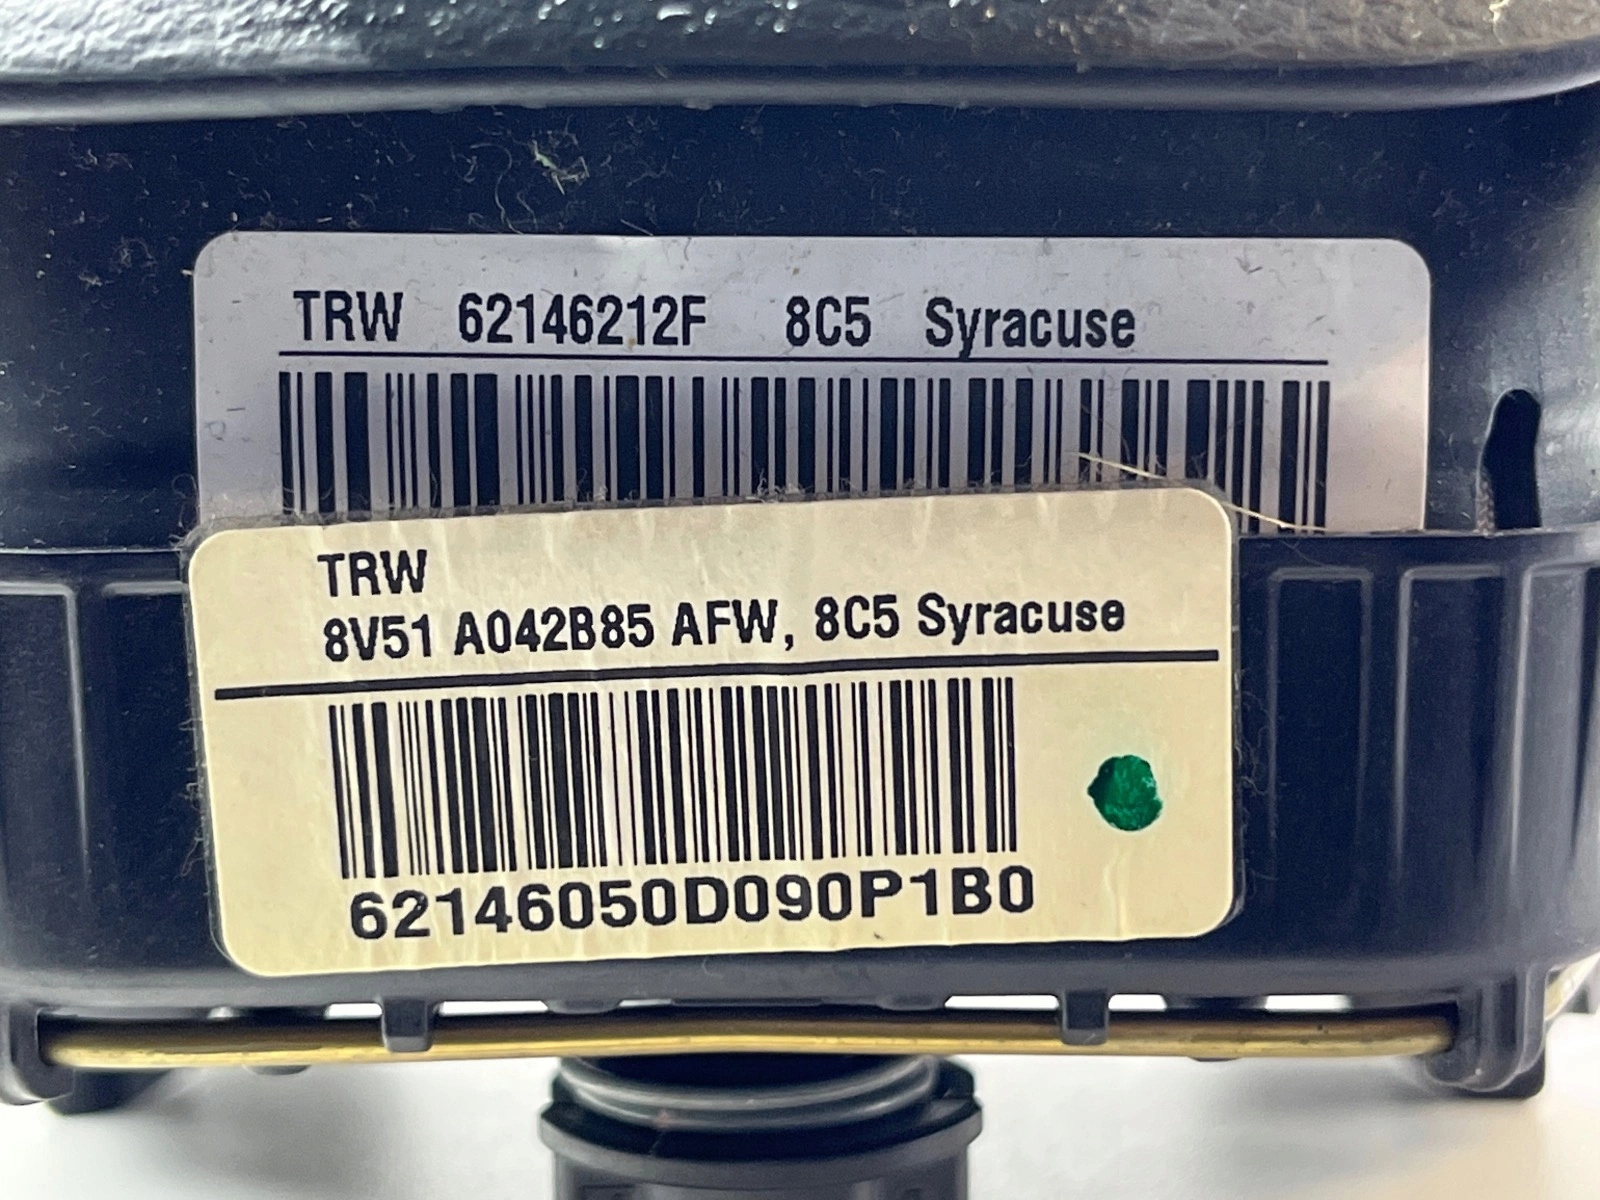 TRW 62146212F 8C5 Syracuse
TRW
8V51 A042B85 AFW, 8C5 Syracuse
62146050D090P1B0